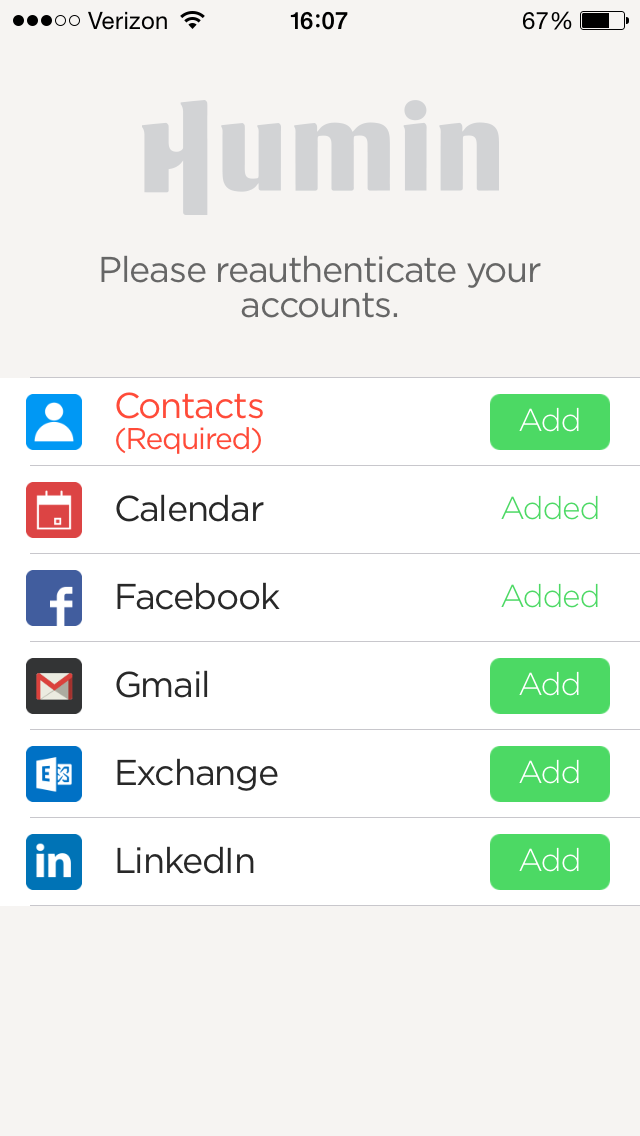 Verizon 16:07 67%
Humin
Please reauthenticate your
accounts.
Contacts
(Required)
Add
Calendar
Added
Facebook
Added
Gmail
Add
E
Exchange
Add
in
LinkedIn
Add